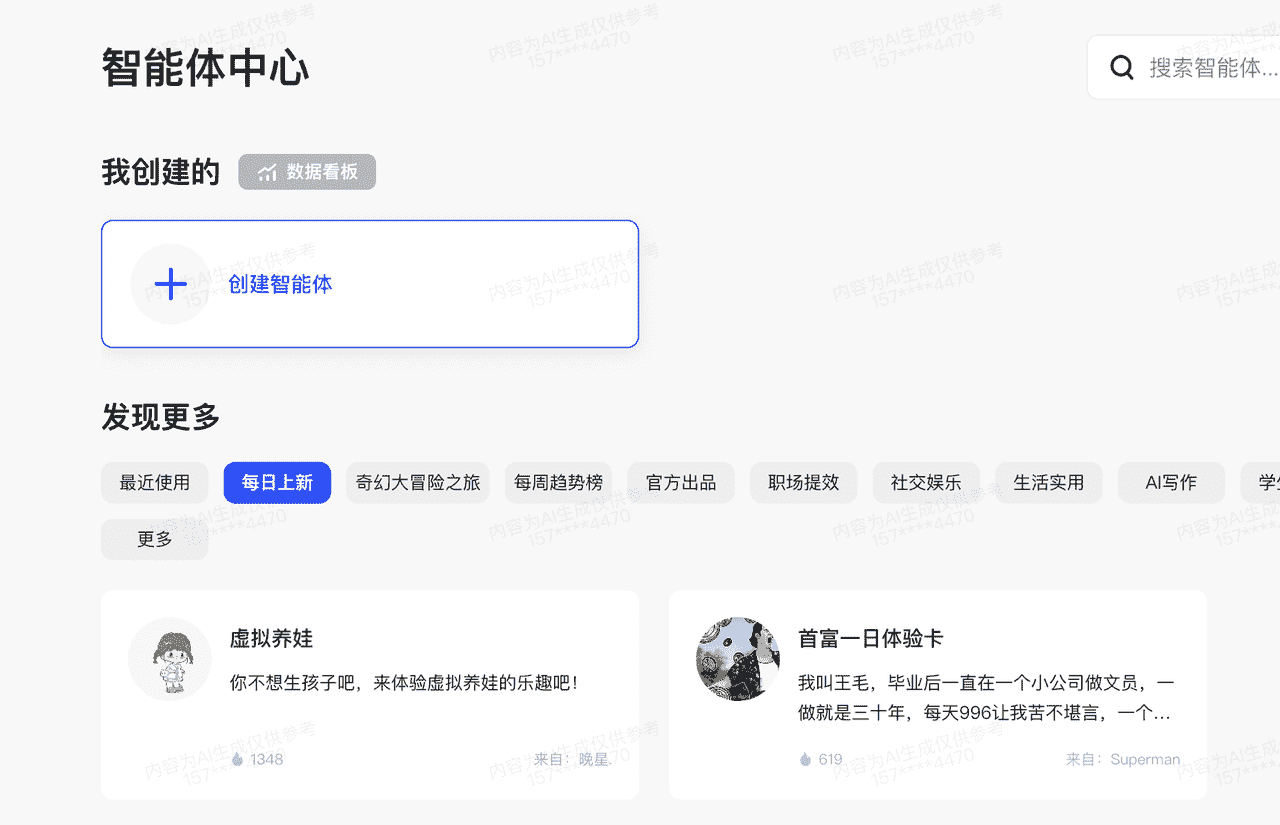 智能体中心
搜索智能体...
我创建的
数据看板
创建智能体
发现更多
最近使用 每日上新 奇幻大冒险之旅 每周趋势榜 官方出品 职场提效 社交娱乐 生活实用 AI写作 学
更多
虚拟养娃
你不想生孩子吧，来体验虚拟养娃的乐趣吧！
1348
来自：晚星.
首富一日体验卡
我叫王毛，毕业后一直在一个小公司做文员，一
做就是三十年，每天996让我苦不堪言，一个...
619
来自：Superman
内容为AI生成仅供参考
157****4470